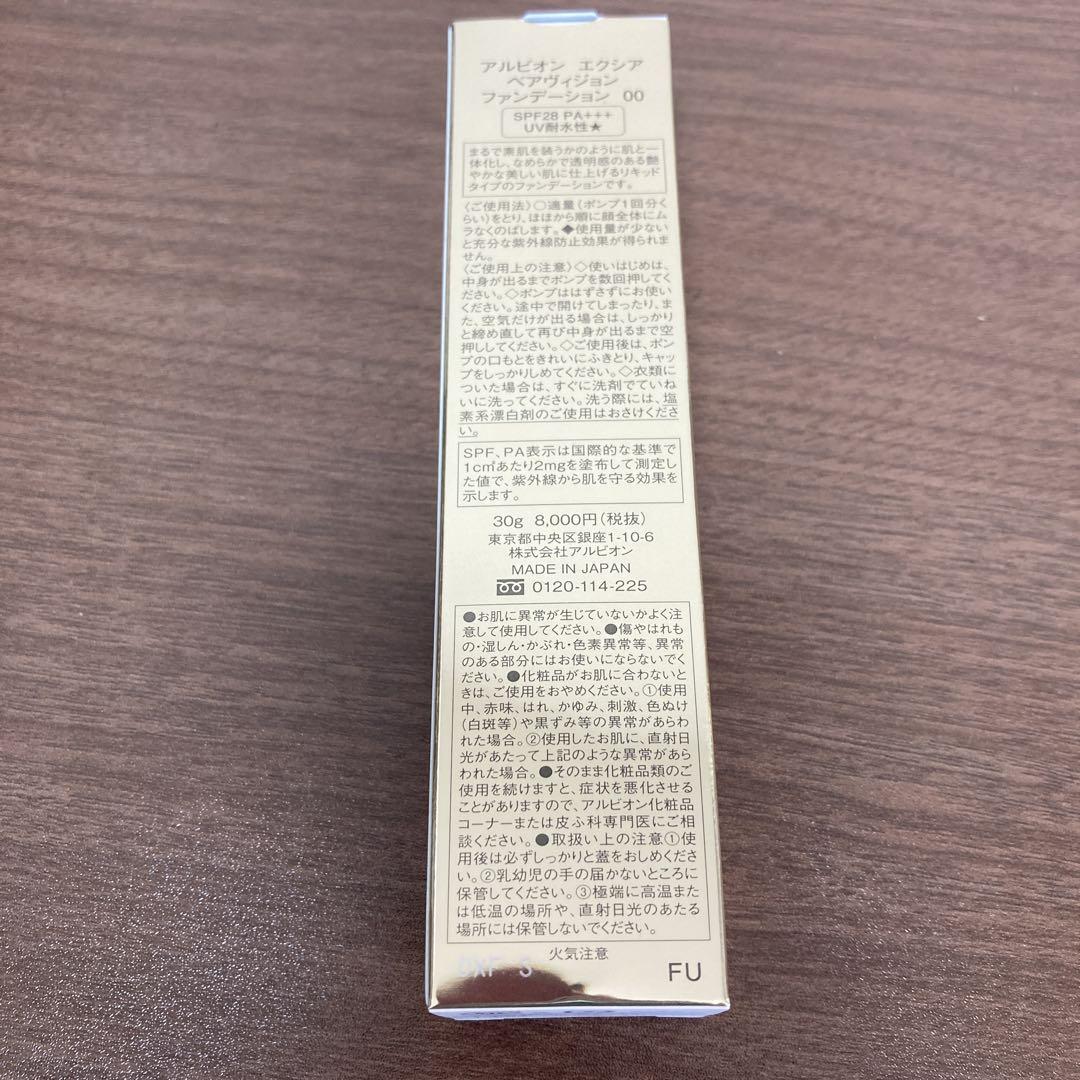 アルビオン エクシア
ベアヴィジョン
ファンデーション 00
SPF28 PA+++
UV耐水性★
まるで素肌を装うかのように肌と一
体化し、なめらかで透明感のある艶
やかな美しい肌に仕上げるリキッド
タイプのファンデーションです。
〈ご使用法〉○適量(ポンプ1回分く
らい)をとり、ほほから順に顔全体にム
ラなくのばします。◆使用量が少ない
と充分な紫外線防止効果が得られま
せん。
〈ご使用上の注意〉◇使いはじめは、
中身が出るまでポンプを数回押してく
ださい。◇ポンプははずさずにお使い
ください。途中で開けてしまったり、ま
た、空気だけが出る場合は、しっかり
と締め直して再び中身が出るまで空
押ししてください。◇ご使用後は、ポン
プの口もとをきれいにふきとり、キャッ
プをしっかりしめてください。◇衣類に
ついた場合は、すぐに洗剤でていね
いに洗ってください。洗う際には、塩
素系漂白剤のご使用はおさけくださ
い。
SPF、PA表示は国際的な基準で
1c㎡あたり2mgを塗布して測定し
た値で、紫外線から肌を守る効果を
示します。
30g 8,000円(税抜)
東京都中央区銀座1-10-6
株式会社アルビオン
MADE IN JAPAN
0120-114-225
●お肌に異常が生じていないかよく注
意して使用してください。●傷やはれも
の・湿しん・かぶれ・色素異常等、異常
のある部分にはお使いにならないでく
ださい。●化粧品がお肌に合わないと
きは、ご使用をおやめください。①使用
中、赤味、はれ、かゆみ、刺激、色ぬけ
(白斑等)や黒ずみ等の異常があらわ
れた場合。②使用したお肌に、直射日
光があたって上記のような異常があら
われた場合。●そのまま化粧品類のご
使用を続けますと、症状を悪化させる
ことがありますので、アルビオン化粧品
コーナーまたは皮ふ科専門医にご相
談ください。●取扱い上の注意①使
用後は必ずしっかりと蓋をおしめくださ
い。②乳幼児の手の届かないところに
保管してください。③極端に高温また
は低温の場所や、直射日光のあたる
場所には保管しないでください。
火気注意
FU